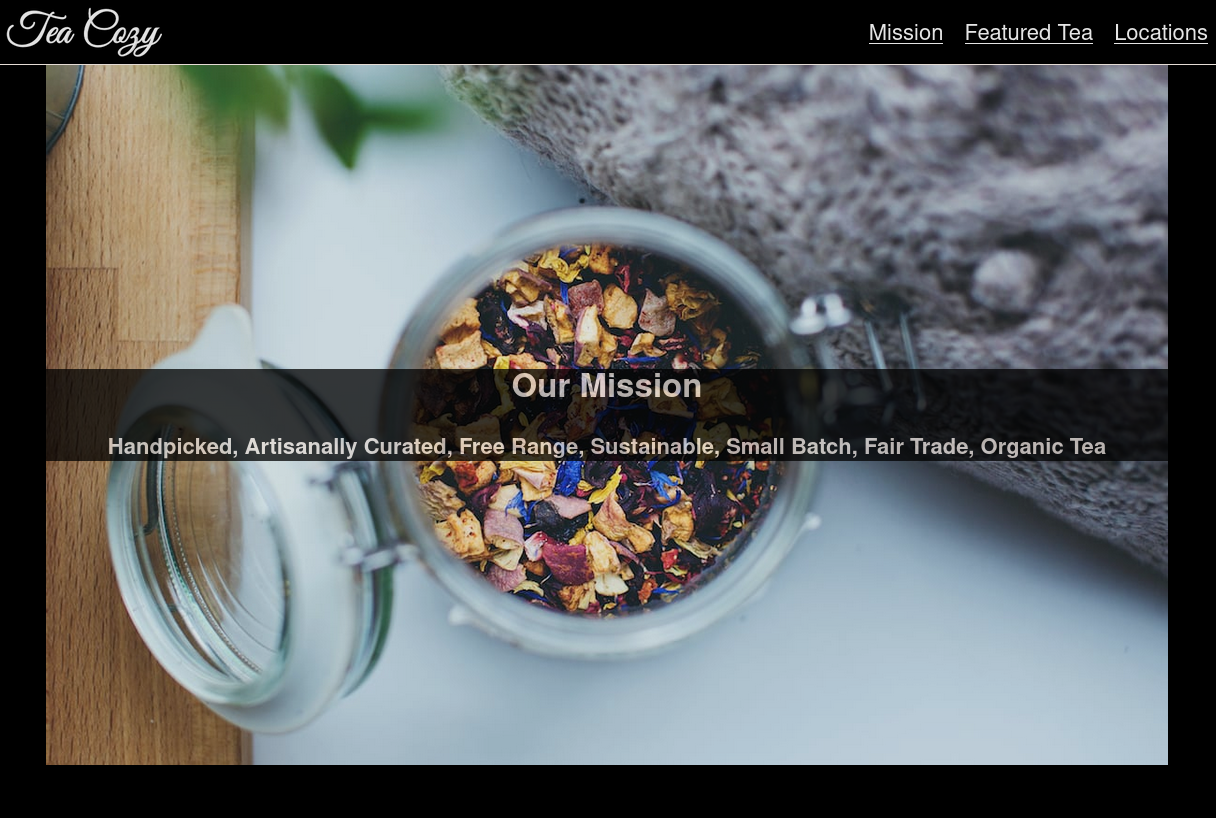 Tea Cozy
Mission Featured Tea Locations
Our Mission
Handpicked, Artisanally Curated, Free Range, Sustainable, Small Batch, Fair Trade, Organic Tea